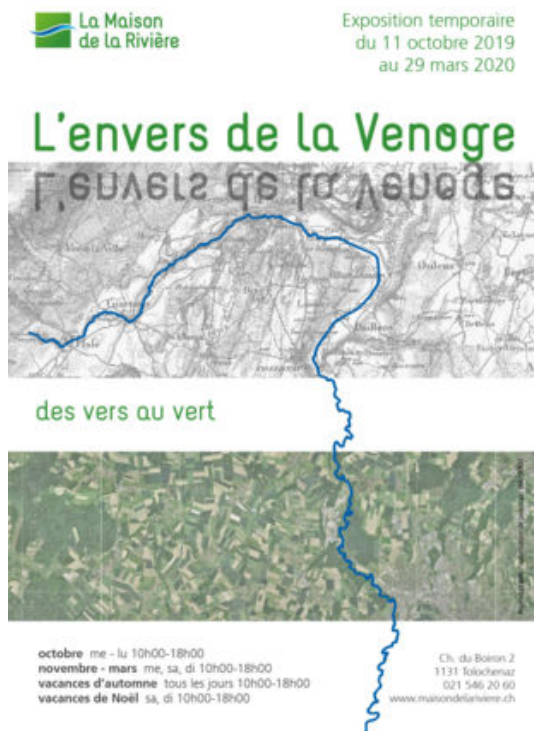 La Maison
de la Rivière
Exposition temporaire
du 11 octobre 2019
au 29 mars 2020
L'envers de la Venoge
L'envers de la Venoge
des vers au vert
octobre me - lu 10h00-18h00
novembre - mars me, sa, di 10h00-18h00
vacances d'automne tous les jours 10h00-18h00
vacances de Noël sa, di 10h00-18h00
Ch. du Boiron 2
1131 Tolochenaz
021 546 20 60
www.maisondelariviere.ch